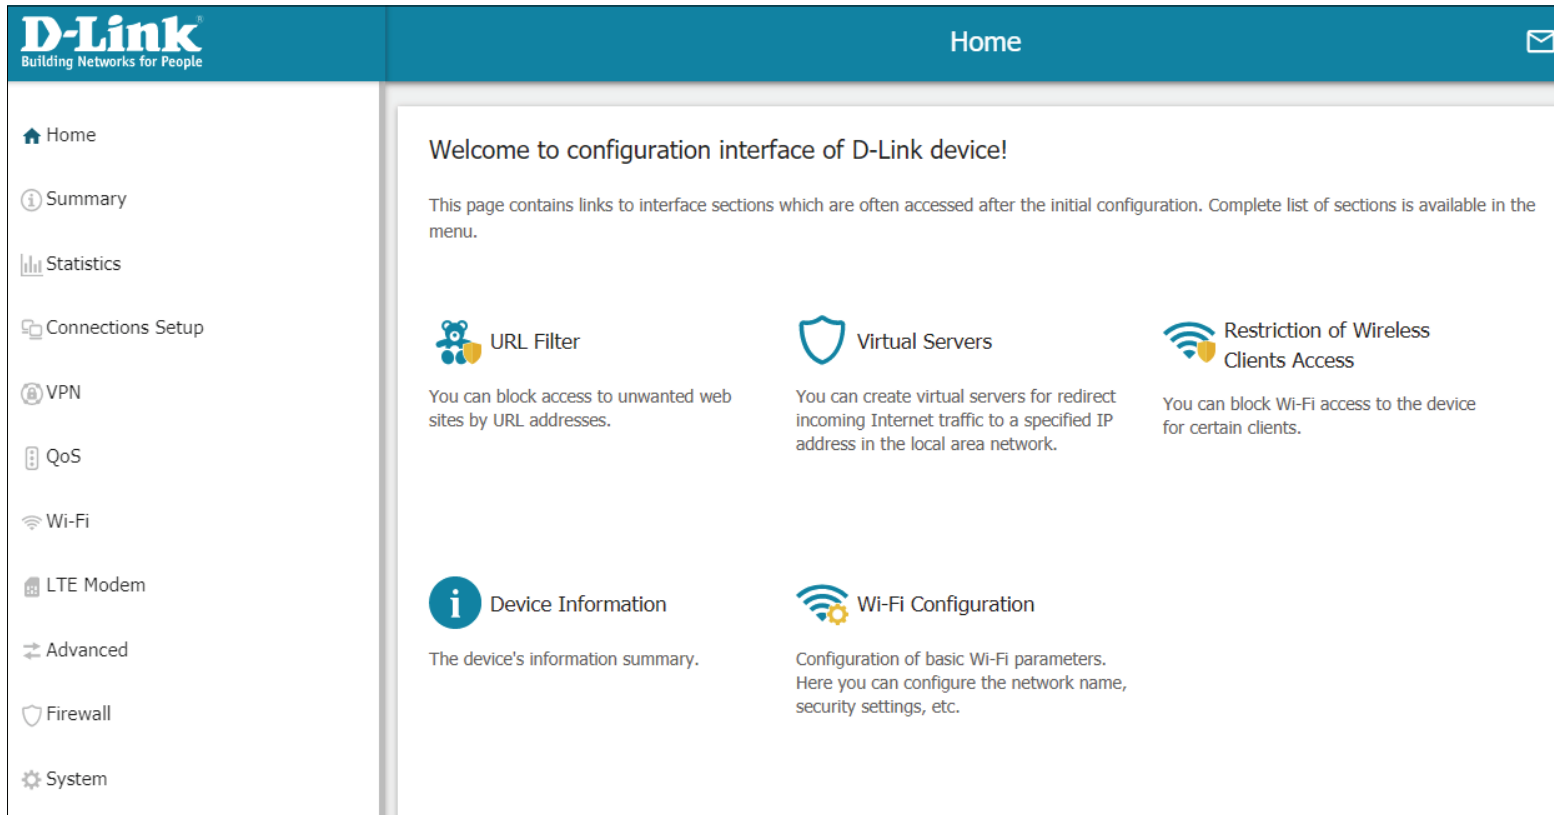 D-Link®
Building Networks for People
Home
Home
Summary
Statistics
Connections Setup
VPN
QoS
Wi-Fi
LTE Modem
Advanced
Firewall
System
Welcome to configuration interface of D-Link device!
This page contains links to interface sections which are often accessed after the initial configuration. Complete list of sections is available in the
menu.
URL Filter
You can block access to unwanted web
sites by URL addresses.
Virtual Servers
You can create virtual servers for redirect
incoming Internet traffic to a specified IP
address in the local area network.
Restriction of Wireless
Clients Access
You can block Wi-Fi access to the device
for certain clients.
Device Information
The device's information summary.
Wi-Fi Configuration
Configuration of basic Wi-Fi parameters.
Here you can configure the network name,
security settings, etc.